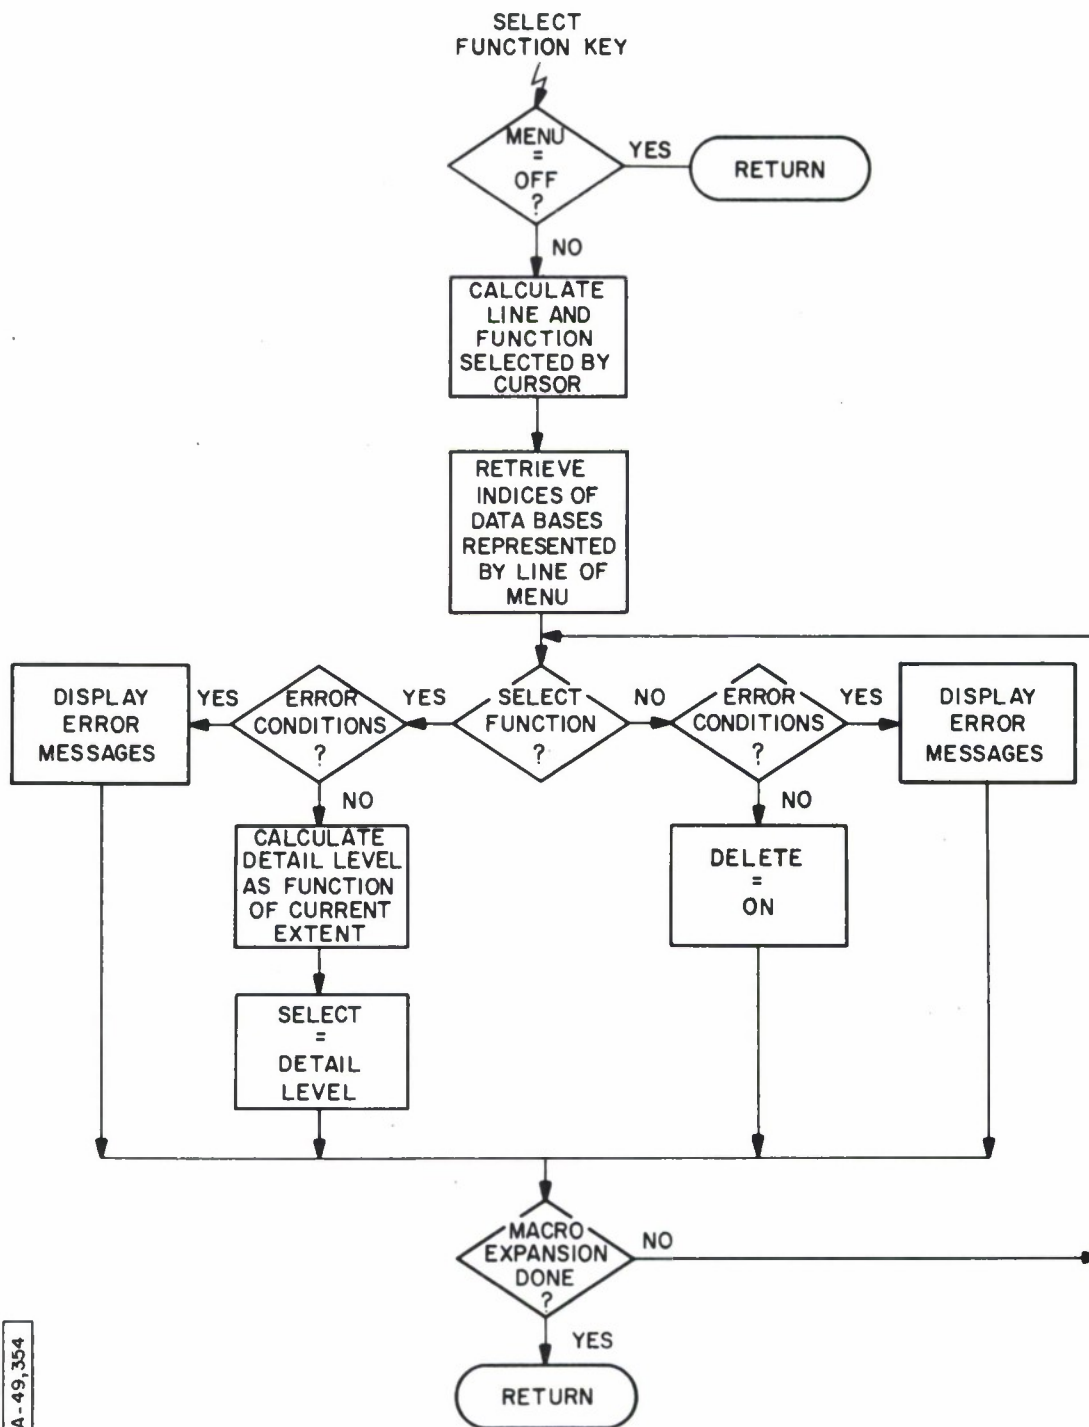 SELECT
FUNCTION KEY
MENU
=
OFF
?
YES
RETURN
NO
CALCULATE
LINE AND
FUNCTION
SELECTED BY
CURSOR
RETRIEVE
INDICES OF
DATA BASES
REPRESENTED
BY LINE OF
MENU
DISPLAY
ERROR
MESSAGES
YES
ERROR
CONDITIONS
?
YES
SELECT
FUNCTION
?
NO
ERROR
CONDITIONS
?
YES
DISPLAY
ERROR
MESSAGES
NO
CALCULATE
DETAIL LEVEL
AS FUNCTION
OF CURRENT
EXTENT
SELECT
=
DETAIL
LEVEL
NO
DELETE
=
ON
MACRO
EXPANSION
DONE
?
NO
YES
RETURN
A-49,354